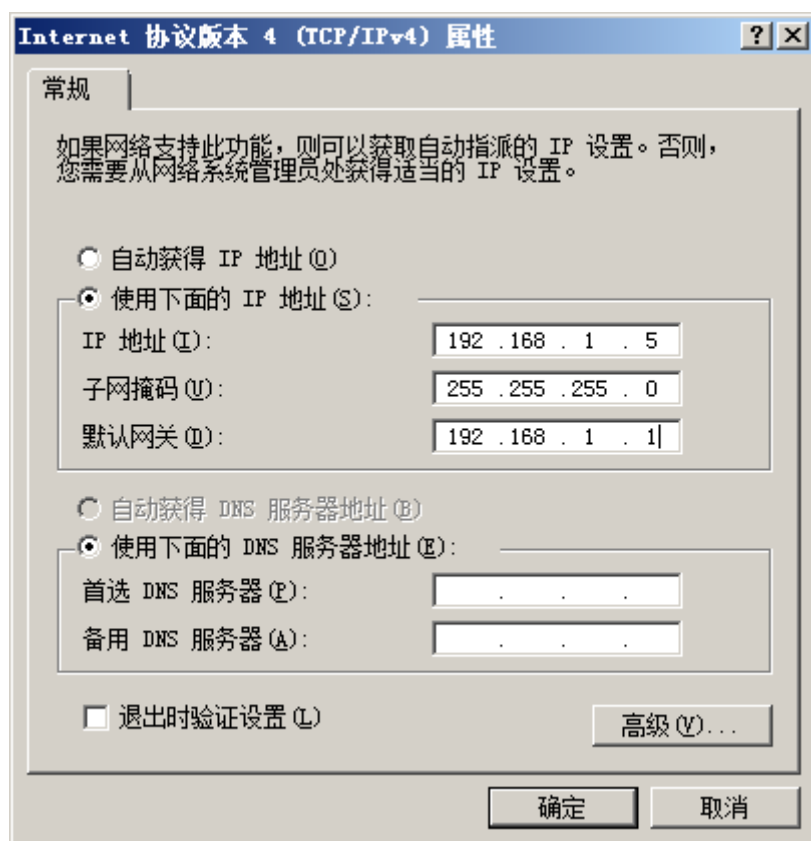 Internet 协议版本 4 (TCP/IPv4) 属性
常规
如果网络支持此功能，则可以获取自动指派的 IP 设置。否则，
您需要从网络系统管理员处获得适当的 IP 设置。
自动获得 IP 地址(O)
使用下面的 IP 地址(S):
IP 地址(I): 192 .168 . 1 . 5
子网掩码(U): 255 .255 .255 . 0
默认网关(D): 192 .168 . 1 . 1
自动获得 DNS 服务器地址(B)
使用下面的 DNS 服务器地址(E):
首选 DNS 服务器(P): . . .
备用 DNS 服务器(A): . . .
退出时验证设置(L)
高级(V)...
确定 取消